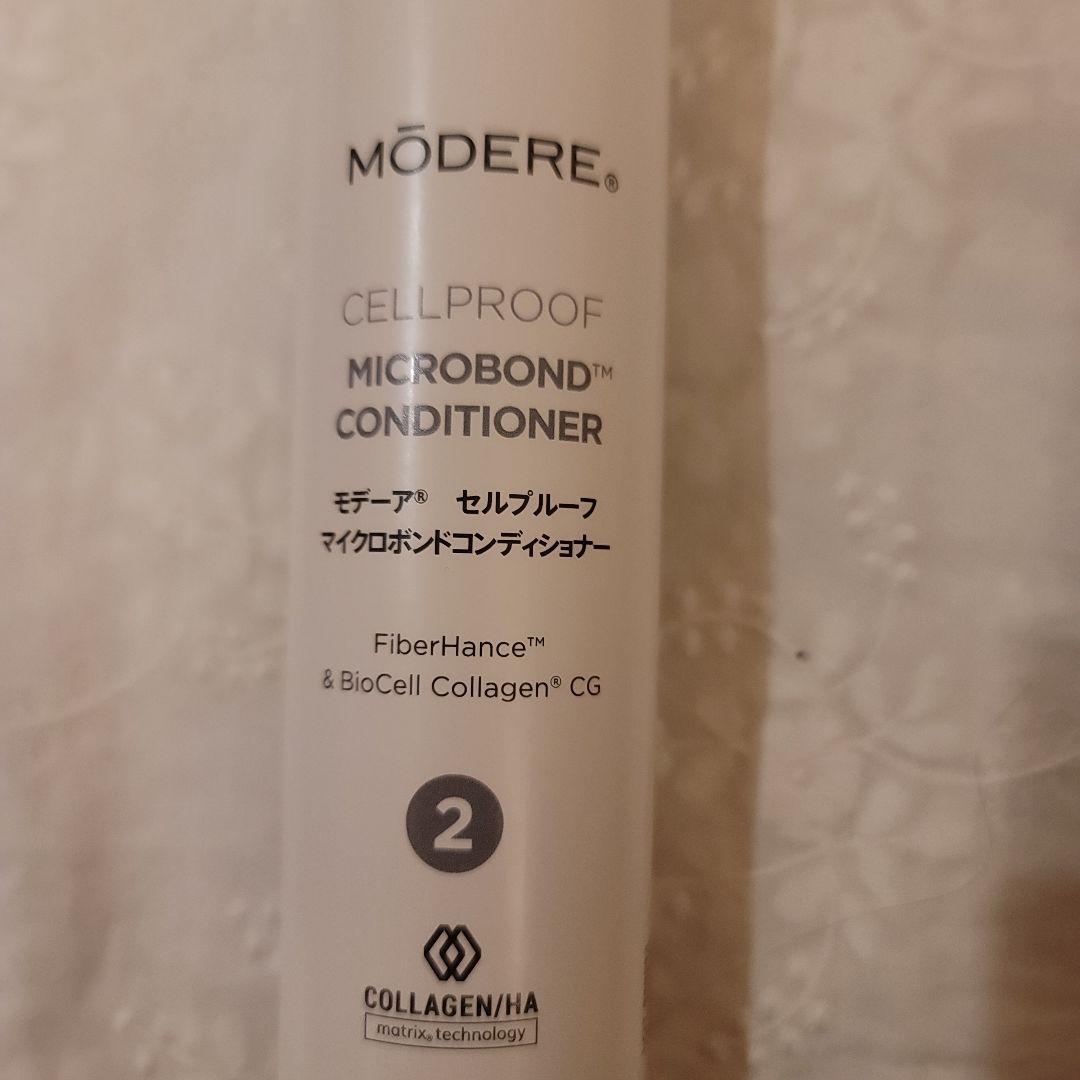 MŌDERE®
CELLPROOF
MICROBOND™
CONDITIONER
モデーア® セルプルーフ
マイクロボンドコンディショナー
FiberHance™
& BioCell Collagen® CG
2
COLLAGEN/HA
matrix® technology